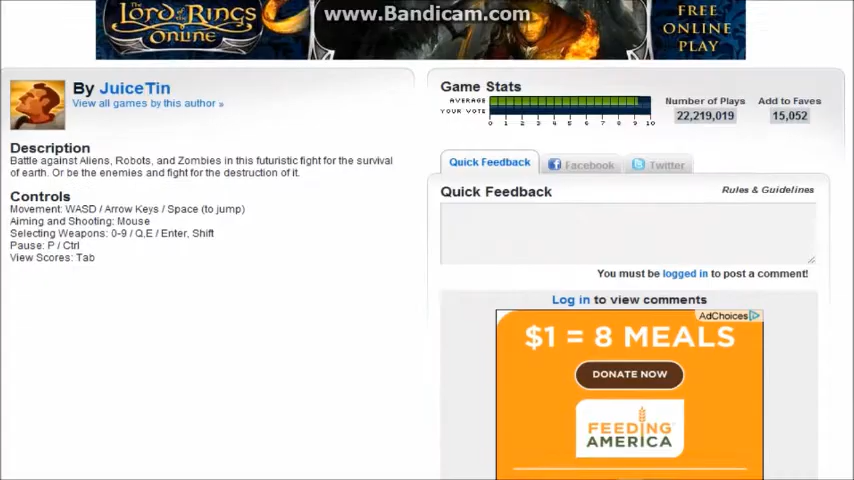 LORD OF THE RINGS
ONLINE
www.Bandicam.com
FREE
ONLINE
PLAY
By JuiceTin
View all games by this author »
Description
Battle against Aliens, Robots, and Zombies in this futuristic fight for the survival
of earth. Or be the enemies and fight for the destruction of its.
Controls
Movement: WASD / Arrow Keys / Space (to jump)
Aiming and Shooting: Mouse
Selecting Weapons: 0-9 / Q,E / Enter, Shift
Pause: P / Ctrl
View Scores: Tab
Game Stats
AVERAGE
YOUR VOTE
0 1 2 3 4 5 6 7 8 9 10
Number of Plays
22,219,019
Add to Faves
15,052
Quick Feedback
Facebook
Twitter
Quick Feedback
Rules & Guidelines
You must be logged in to post a comment!
Log in to view comments
AdChoices
$1 = 8 MEALS
DONATE NOW
FEEDING
AMERICA